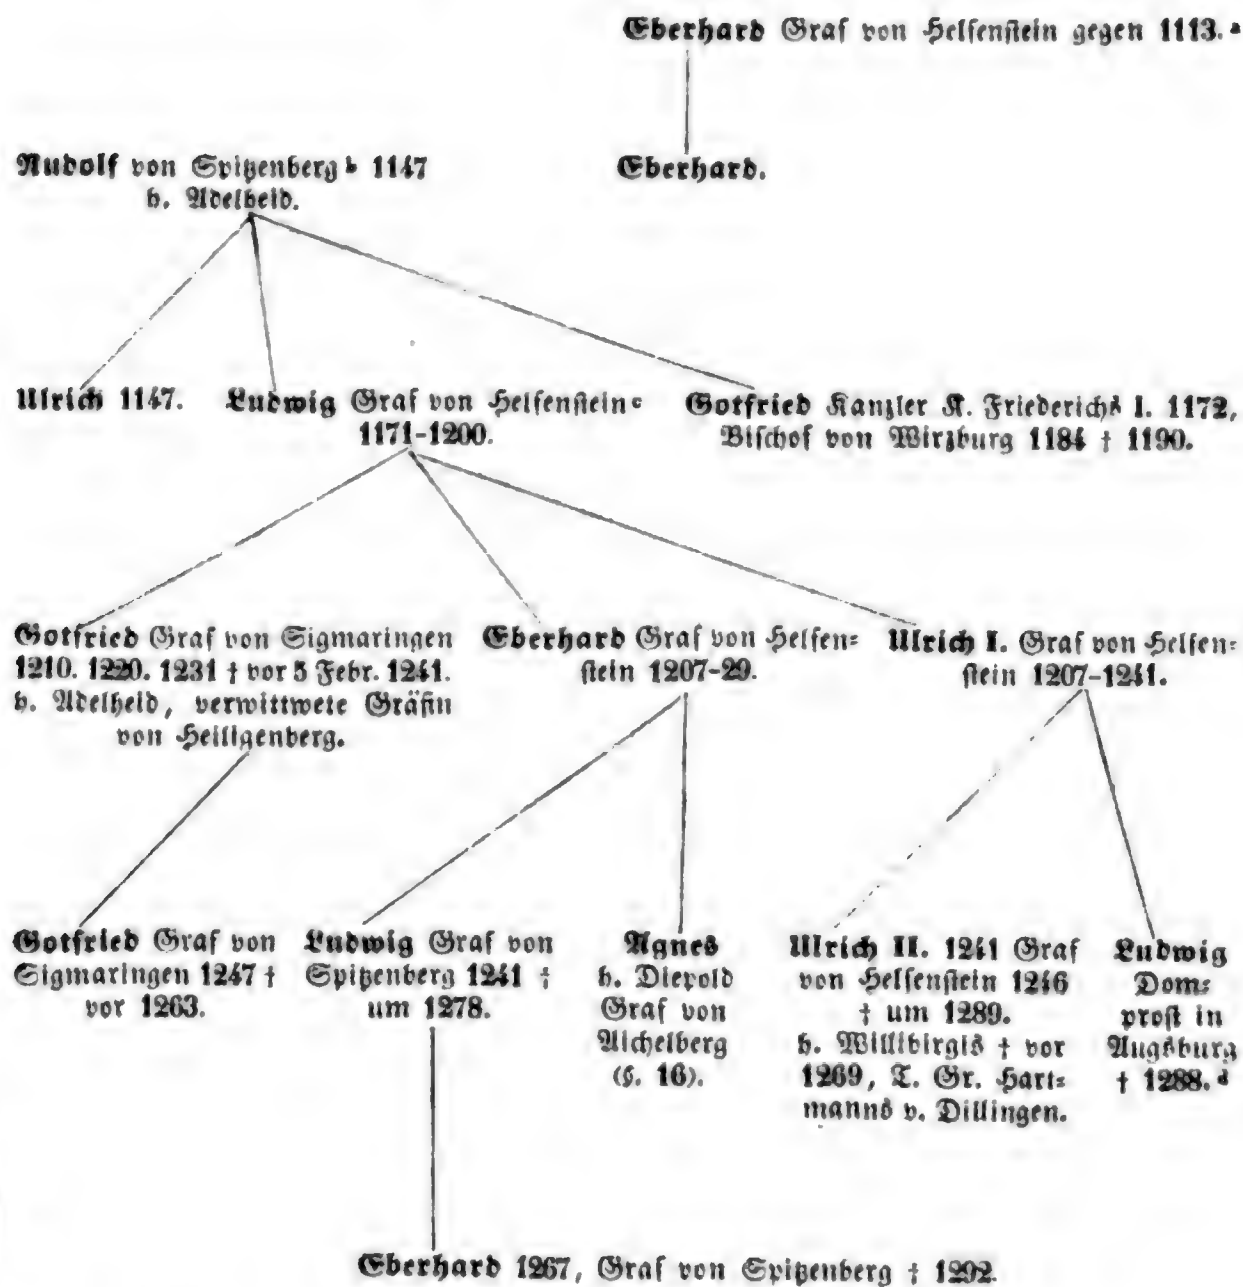 Eberhard Graf von Helfenstein gegen 1113. a
Rudolf von Spitzenberg b 1147
h. Adelheid.
Eberhard.
Ulrich 1147.
Ludwig Graf von Helfenstein c
1171-1200.
Gotfried Kanzler K. Friederichs I. 1172,
Bischof von Wirzburg 1184 † 1190.
Gotfried Graf von Sigmaringen
1210. 1220. 1231 † vor 5 Febr. 1241.
h. Adelheid, verwittwete Gräfin
von Heiligenberg.
Eberhard Graf von Helfen-
stein 1207-29.
Ulrich I. Graf von Helfen-
stein 1207-1241.
Gotfried Graf von
Sigmaringen 1247 †
vor 1263.
Ludwig Graf von
Spitzenberg 1241 †
um 1278.
Agnes
h. Diepold
Graf von
Aichelberg
(s. 16).
Ulrich II. 1241 Graf
von Helfenstein 1246
† um 1289.
h. Willibirgis † vor
1269, T. Gr. Hart-
manns v. Dillingen.
Ludwig
Dom-
prost in
Augsburg
† 1288. d
Eberhard 1267, Graf von Spitzenberg † 1292.